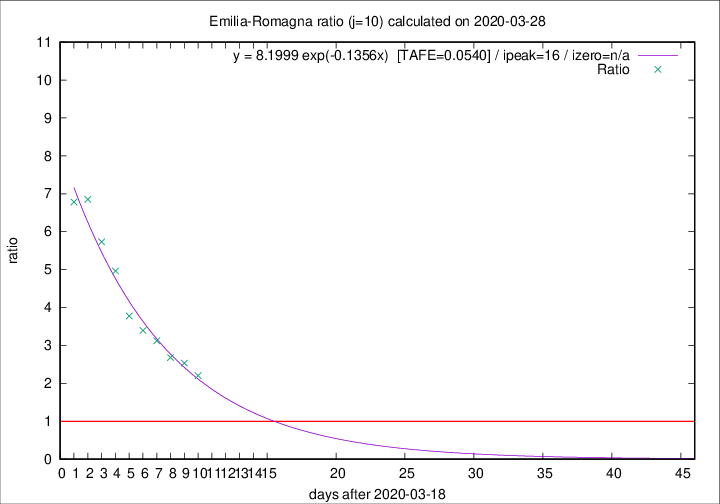 Emilia-Romagna ratio (j=10) calculated on 2020-03-28
y = 8.1999 exp(-0.1356x)  [TAFE=0.0540] / ipeak=16 / izero=n/a
Ratio
11
10
9
8
7
6
5
4
3
2
1
0
ratio
0 1 2 3 4 5 6 7 8 9 10 11 12 13 14 15 20 25 30 35 40 45
days after 2020-03-18